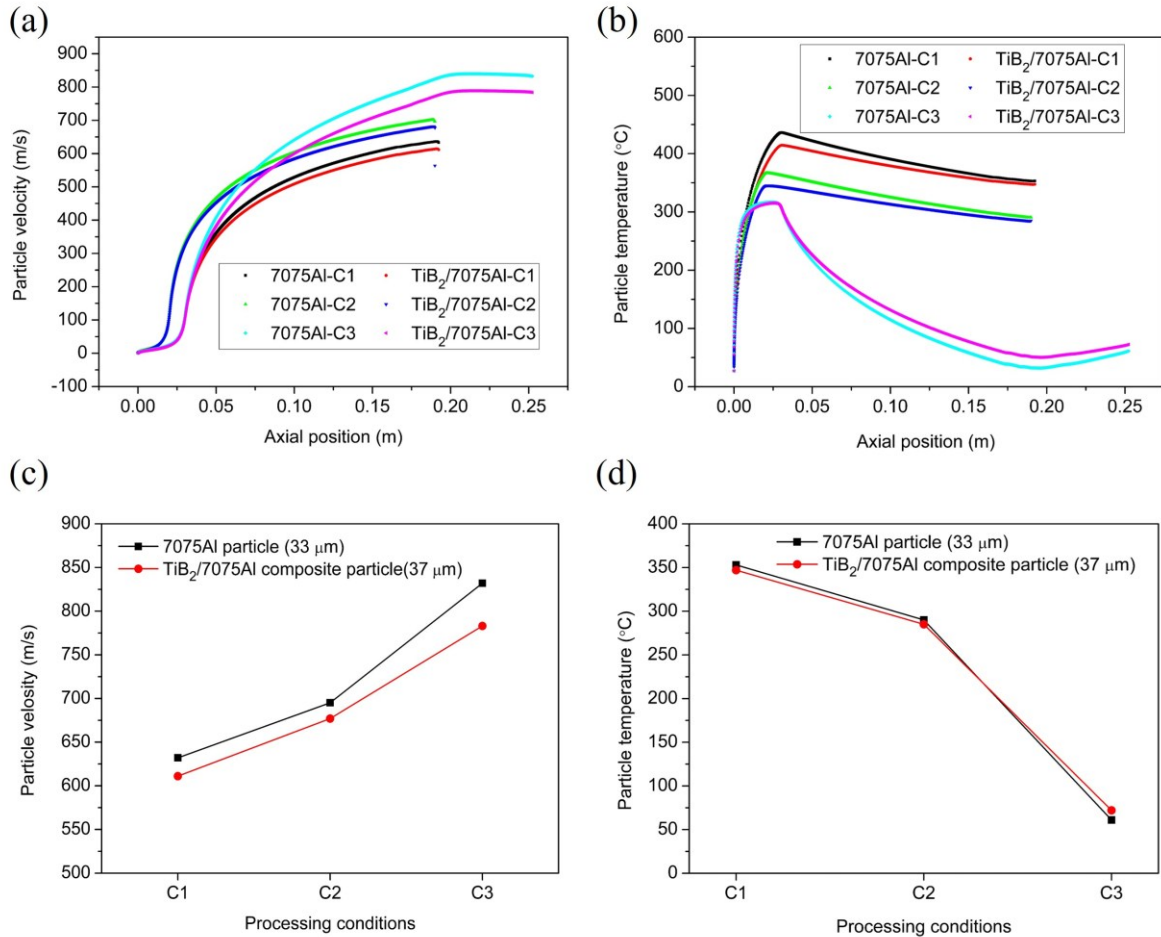 (a)
900
800
700
600
500
400
300
200
100
0
-100
Particle velocity (m/s)
7075Al-C1
TiB₂/7075Al-C1
7075Al-C2
TiB₂/7075Al-C2
7075Al-C3
TiB₂/7075Al-C3
0.00 0.05 0.10 0.15 0.20 0.25
Axial position (m)
(b)
600
500
400
300
200
100
0
Particle temperature (°C)
7075Al-C1
TiB₂/7075Al-C1
7075Al-C2
TiB₂/7075Al-C2
7075Al-C3
TiB₂/7075Al-C3
0.00 0.05 0.10 0.15 0.20 0.25
Axial position (m)
(c)
900
850
800
750
700
650
600
550
500
Particle velosity (m/s)
7075Al particle (33 μm)
TiB₂/7075Al composite particle(37 μm)
C1 C2 C3
Processing conditions
(d)
400
350
300
250
200
150
100
50
0
Particle temperature (°C)
7075Al particle (33 μm)
TiB₂/7075Al composite particle (37 μm)
C1 C2 C3
Processing conditions